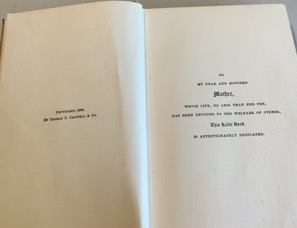 By Thomas Y. Crowell & Co.
TO
MY DEAR AND HONORED
Mother,
WHOSE LIFE, NO LESS THAN HER PEN,
HAS BEEN DEVOTED TO THE WELFARE OF OTHERS,
This Little Book
IS AFFECTIONATELY DEDICATED.